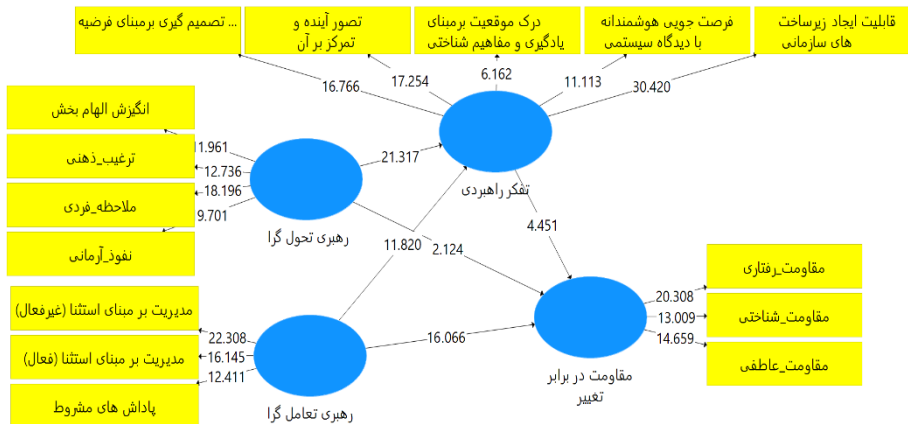 تصمیم گیری برمبنای فرضیه ...
تصور آینده و
تمرکز بر آن
درک موقعیت برمبنای
یادگیری و مفاهیم شناختی
فرصت جویی هوشمندانه
با دیدگاه سیستمی
قابلیت ایجاد زیرساخت
های سازمانی
16.766
17.254
6.162
11.113
30.420
انگیزش الهام بخش
ترغیب_ذهنی
ملاحظه_فردی
نفوذ_آرمانی
11.961
12.736
18.196
9.701
رهبری تحول گرا
21.317
تفکر راهبردی
11.820
2.124
4.451
مدیریت بر مبنای استثنا (غیرفعال)
مدیریت بر مبنای استثنا (فعال)
پاداش های مشروط
22.308
16.145
12.411
رهبری تعامل گرا
16.066
مقاومت در برابر
تغییر
20.308
13.009
14.659
مقاومت_رفتاری
مقاومت_شناختی
مقاومت_عاطفی